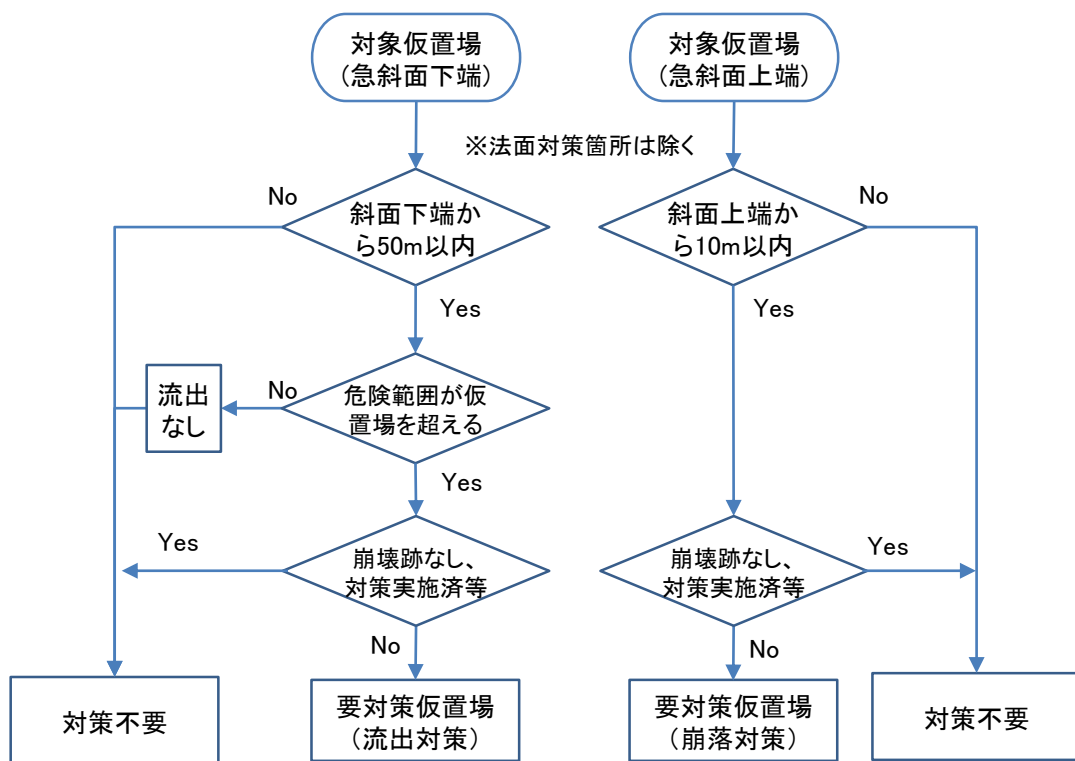 対象仮置場
（急斜面下端）
対象仮置場
（急斜面上端）
※法面対策箇所は除く
No
斜面下端か
ら50m以内
斜面上端か
ら10m以内
No
Yes
Yes
流出
なし
No
危険範囲が仮
置場を超える
Yes
Yes
崩壊跡なし、
対策実施済等
崩壊跡なし、
対策実施済等
Yes
No
No
対策不要
要対策仮置場
（流出対策）
要対策仮置場
（崩落対策）
対策不要